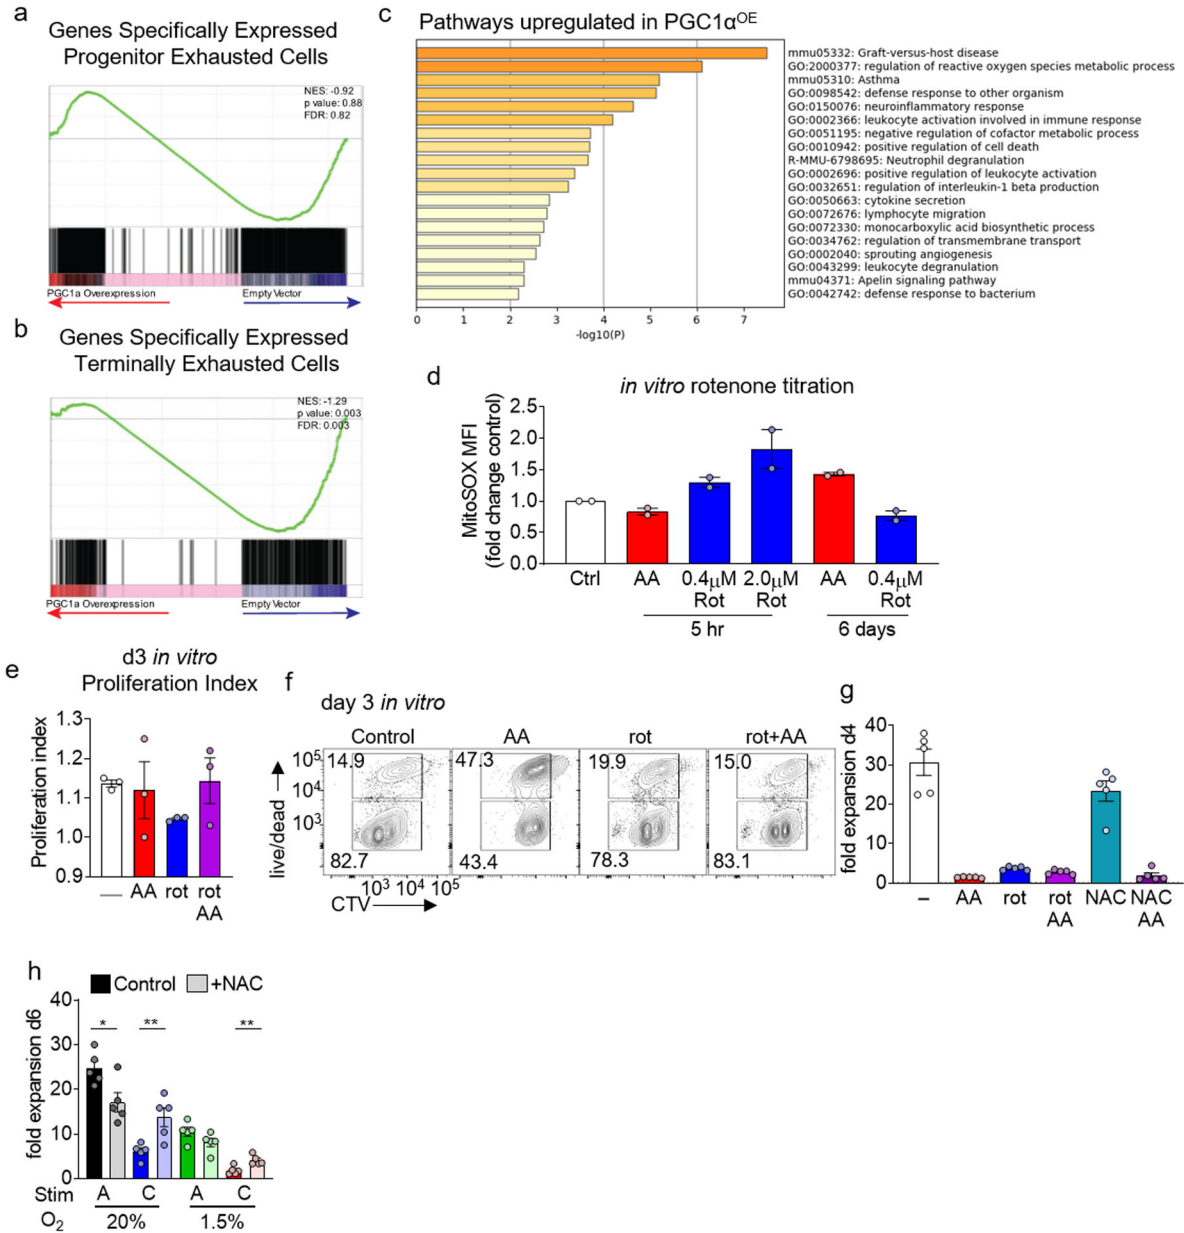 a
Genes Specifically Expressed
Progenitor Exhausted Cells
NES: -0.92
p value: 0.88
FDR: 0.82
PGC1a Overexpression
Empty Vector
b
Genes Specifically Expressed
Terminally Exhausted Cells
NES: -1.29
p value: 0.003
FDR: 0.003
PGC1a Overexpression
Empty Vector
c
Pathways upregulated in PGC1α^OE
mmu05332: Graft-versus-host disease
GO:2000377: regulation of reactive oxygen species metabolic process
mmu05310: Asthma
GO:0098542: defense response to other organism
GO:0150076: neuroinflammatory response
GO:0002366: leukocyte activation involved in immune response
GO:0051195: negative regulation of cofactor metabolic process
GO:0010942: positive regulation of cell death
R-MMU-6798695: Neutrophil degranulation
GO:0002696: positive regulation of leukocyte activation
GO:0032651: regulation of interleukin-1 beta production
GO:0050663: cytokine secretion
GO:0072676: lymphocyte migration
GO:0072330: monocarboxylic acid biosynthetic process
GO:0034762: regulation of transmembrane transport
GO:0002040: sprouting angiogenesis
GO:0043299: leukocyte degranulation
mmu04371: Apelin signaling pathway
GO:0042742: defense response to bacterium
0 1 2 3 4 5 6 7
-log10(P)
d
in vitro rotenone titration
MitoSOX MFI
(fold change control)
2.5
2.0
1.5
1.0
0.5
0.0
Ctrl AA 0.4μM 2.0μM AA 0.4μM
Rot Rot Rot
5 hr 6 days
e
d3 in vitro
Proliferation Index
Proliferation index
1.3
1.2
1.1
1.0
0.9
— AA rot rot
AA
f
day 3 in vitro
Control AA rot rot+AA
live/dead
10⁵
10⁴
10³
14.9 47.3 19.9 15.0
82.7 43.4 78.3 83.1
10³ 10⁴ 10⁵
CTV
g
fold expansion d4
40
30
20
10
0
– AA rot rot NAC NAC
AA AA
h
Control +NAC
fold expansion d6
40
30
20
10
0
* ** **
Stim A C A C
O₂ 20% 1.5%